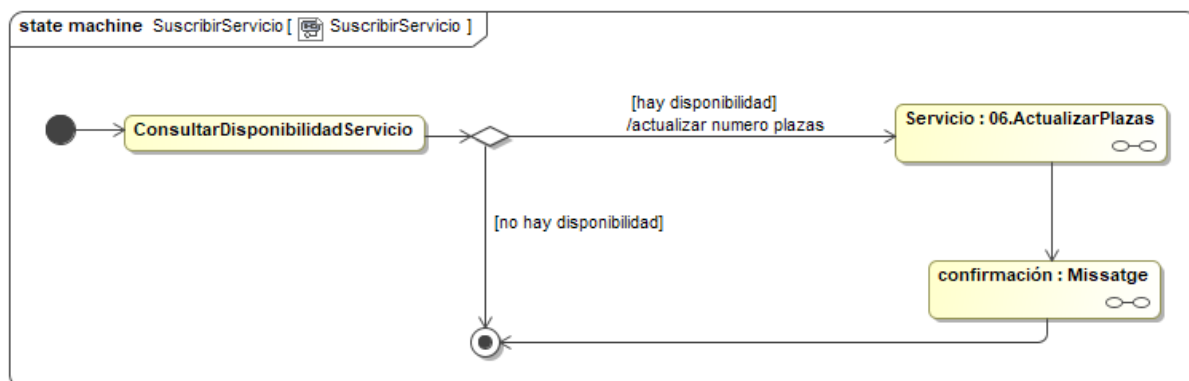 state machine SuscribirServicio [ SuscribirServicio ]
[hay disponibilidad]
/actualizar numero plazas
ConsultarDisponibilidadServicio
Servicio : 06.ActualizarPlazas
[no hay disponibilidad]
confirmación : Missatge